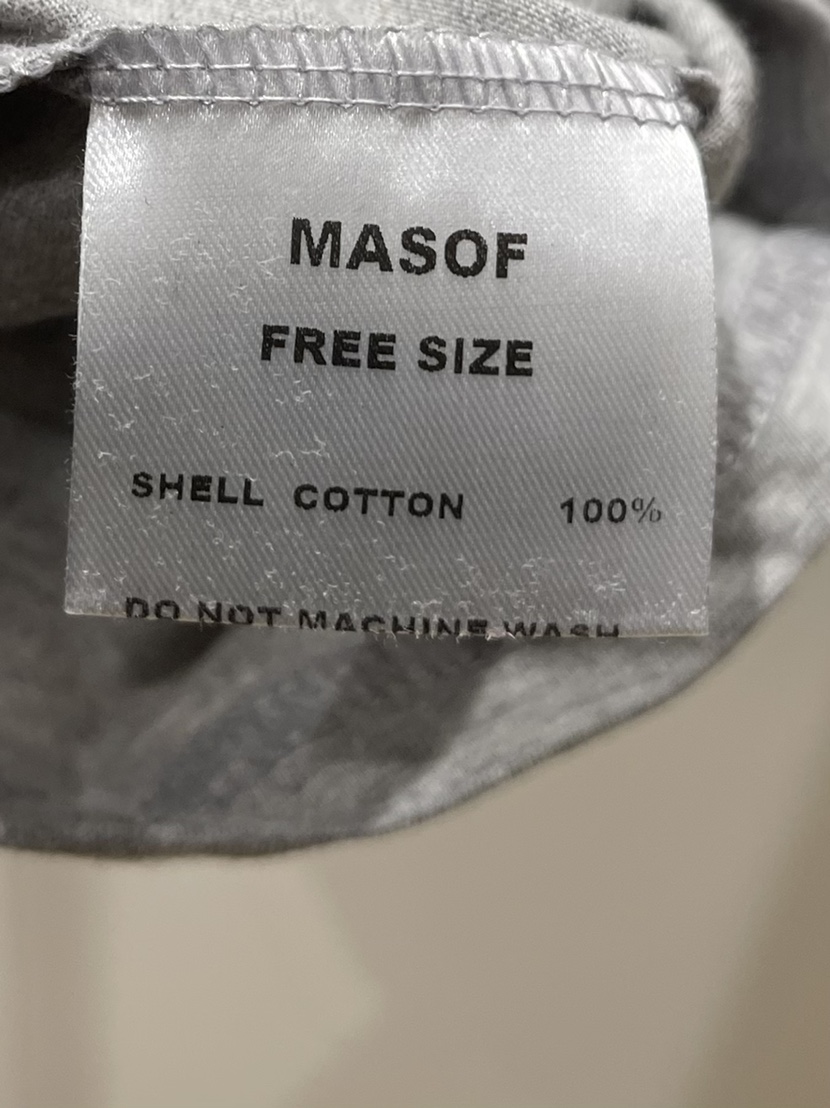 MASOF
FREE SIZE
SHELL COTTON 100%
DO NOT MACHINE WASH